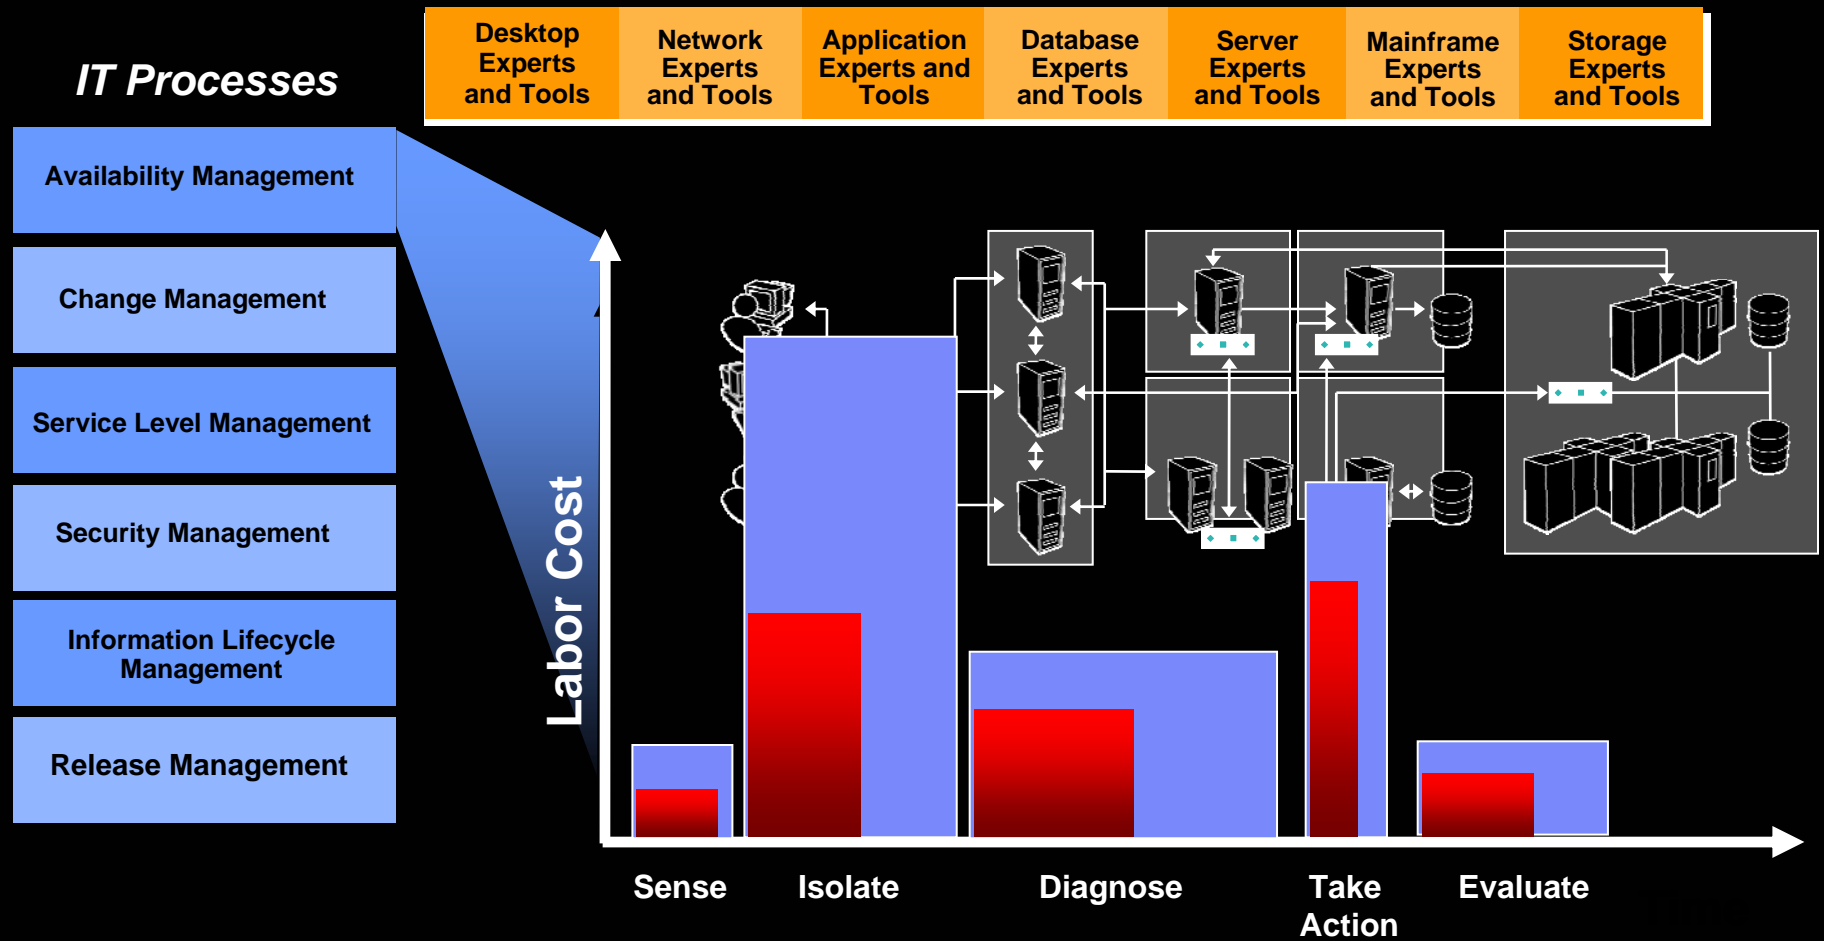 IT Processes
Desktop
Experts
and Tools
Network
Experts
and Tools
Application
Experts and
Tools
Database
Experts
and Tools
Server
Experts
and Tools
Mainframe
Experts
and Tools
Storage
Experts
and Tools
Availability Management
Change Management
Service Level Management
Security Management
Information Lifecycle
Management
Release Management
Labor Cost
Sense
Isolate
Diagnose
Take
Action
Evaluate